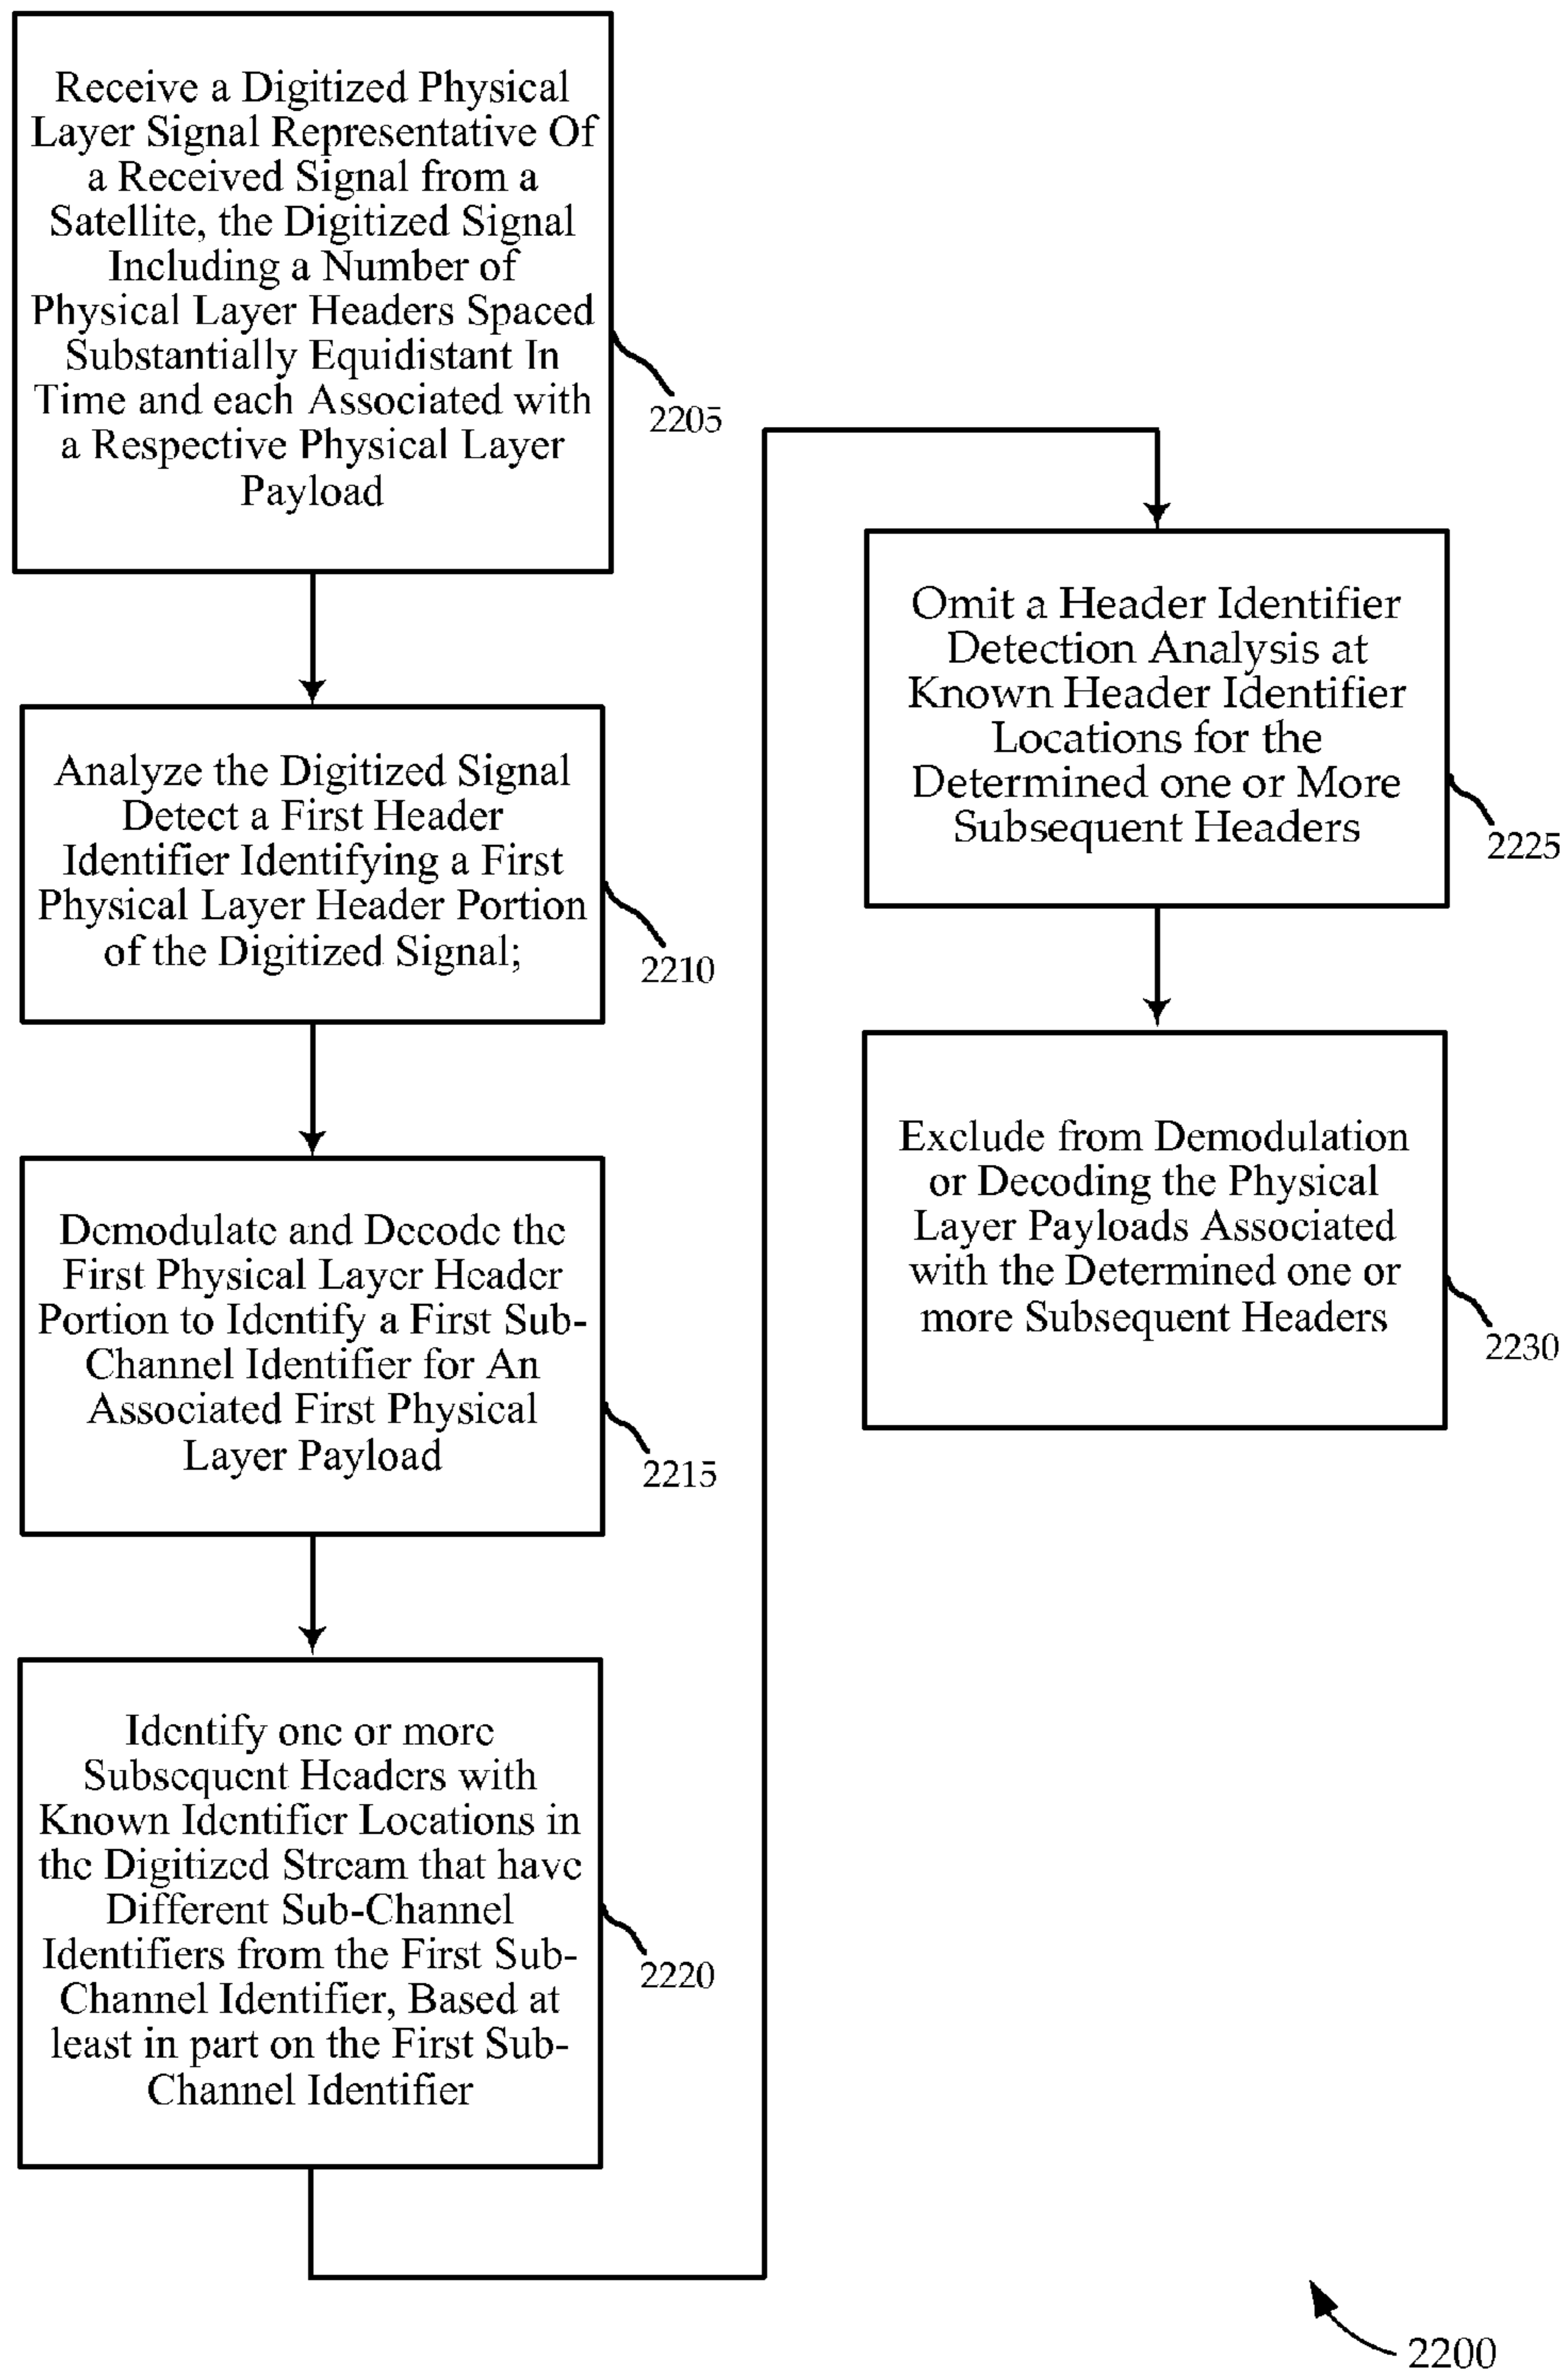 Receive a Digitized Physical
Layer Signal Representative Of
a Received Signal from a
Satellite, the Digitized Signal
Including a Number of
Physical Layer Headers Spaced
Substantially Equidistant In
Time and each Associated with
a Respective Physical Layer
Payload
2205
Analyze the Digitized Signal
Detect a First Header
Identifier Identifying a First
Physical Layer Header Portion
of the Digitized Signal;
2210
Demodulate and Decode the
First Physical Layer Header
Portion to Identify a First Sub-
Channel Identifier for An
Associated First Physical
Layer Payload
2215
Identify one or more
Subsequent Headers with
Known Identifier Locations in
the Digitized Stream that have
Different Sub-Channel
Identifiers from the First Sub-
Channel Identifier, Based at
least in part on the First Sub-
Channel Identifier
2220
Omit a Header Identifier
Detection Analysis at
Known Header Identifier
Locations for the
Determined one or More
Subsequent Headers
2225
Exclude from Demodulation
or Decoding the Physical
Layer Payloads Associated
with the Determined one or
more Subsequent Headers
2230
2200